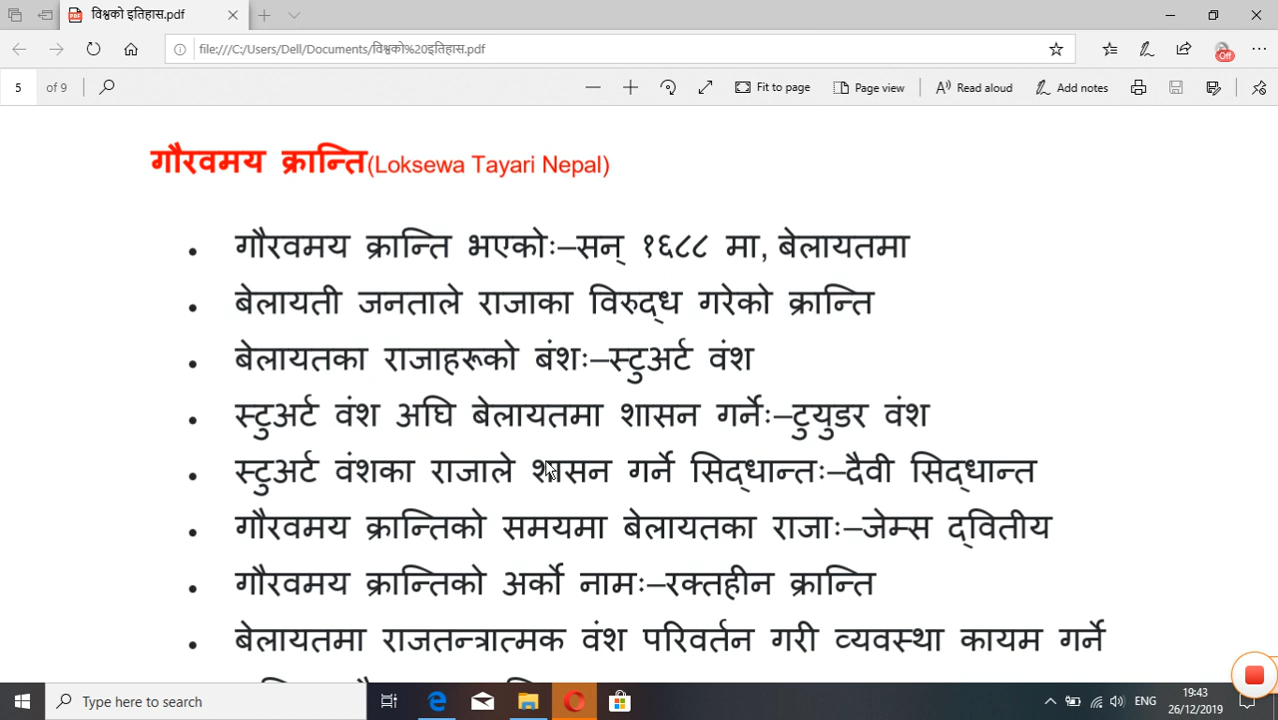 विश्वको इतिहास.pdf
file:///C:/Users/Dell/Documents/विश्वको%20इतिहास.pdf
Off
5 of 9 Fit to page Page view Read aloud Add notes
गौरवमय क्रान्ति(Loksewa Tayari Nepal)
• गौरवमय क्रान्ति भएकोः–सन् १६८८ मा, बेलायतमा
• बेलायती जनताले राजाका विरुद्ध गरेको क्रान्ति
• बेलायतका राजाहरूको बंशः–स्टुअर्ट वंश
• स्टुअर्ट वंश अघि बेलायतमा शासन गर्नेः–टुयुडर वंश
• स्टुअर्ट वंशका राजाले शासन गर्ने सिद्धान्तः–दैवी सिद्धान्त
• गौरवमय क्रान्तिको समयमा बेलायतका राजाः–जेम्स द्वितीय
• गौरवमय क्रान्तिको अर्को नामः–रक्तहीन क्रान्ति
• बेलायतमा राजतन्त्रात्मक वंश परिवर्तन गरी व्यवस्था कायम गर्ने
Type here to search
ENG
19:43
26/12/2019